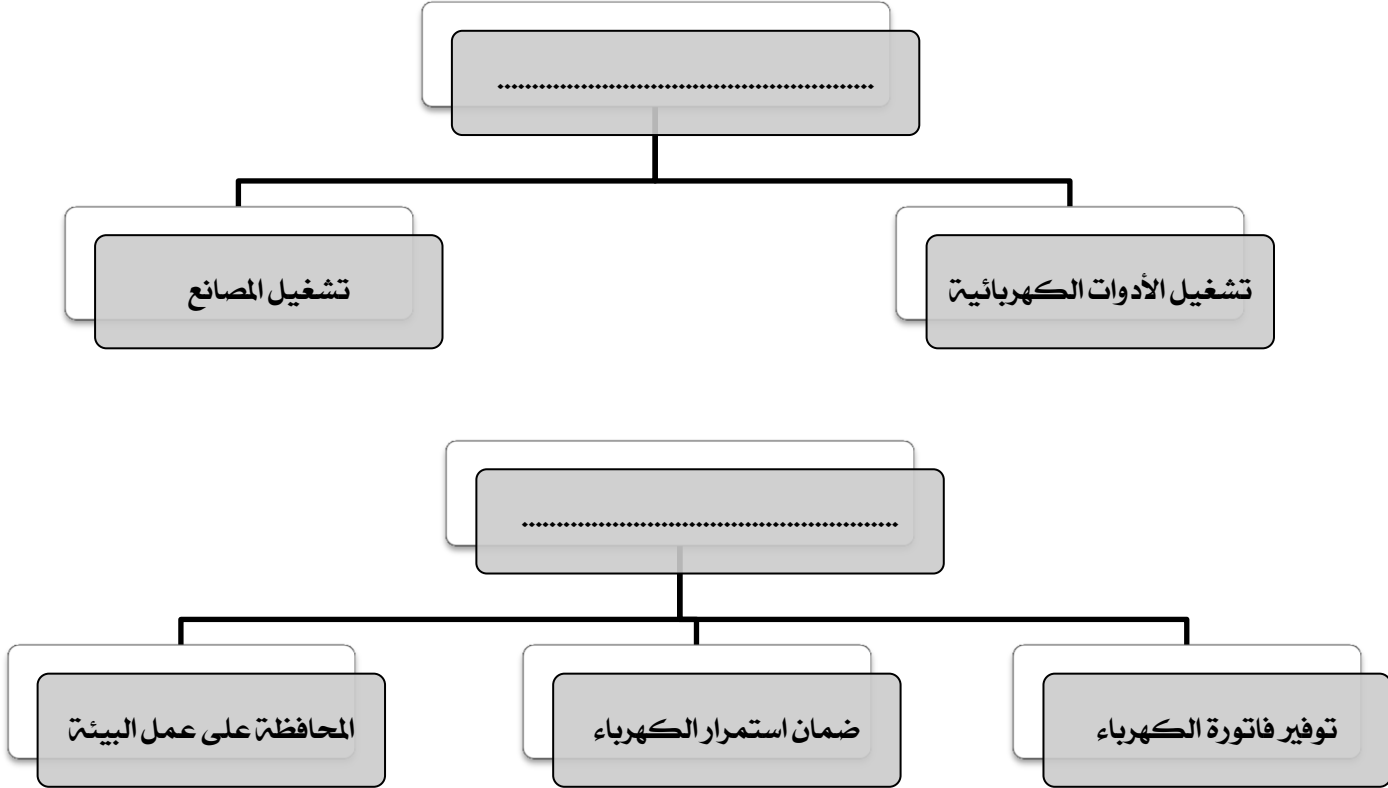 ......................................................
تشغيل الأدوات الكهربائية
تشغيل المصانع
......................................................
توفير فاتورة الكهرباء
ضمان استمرار الكهرباء
المحافظة على عمل البيئة